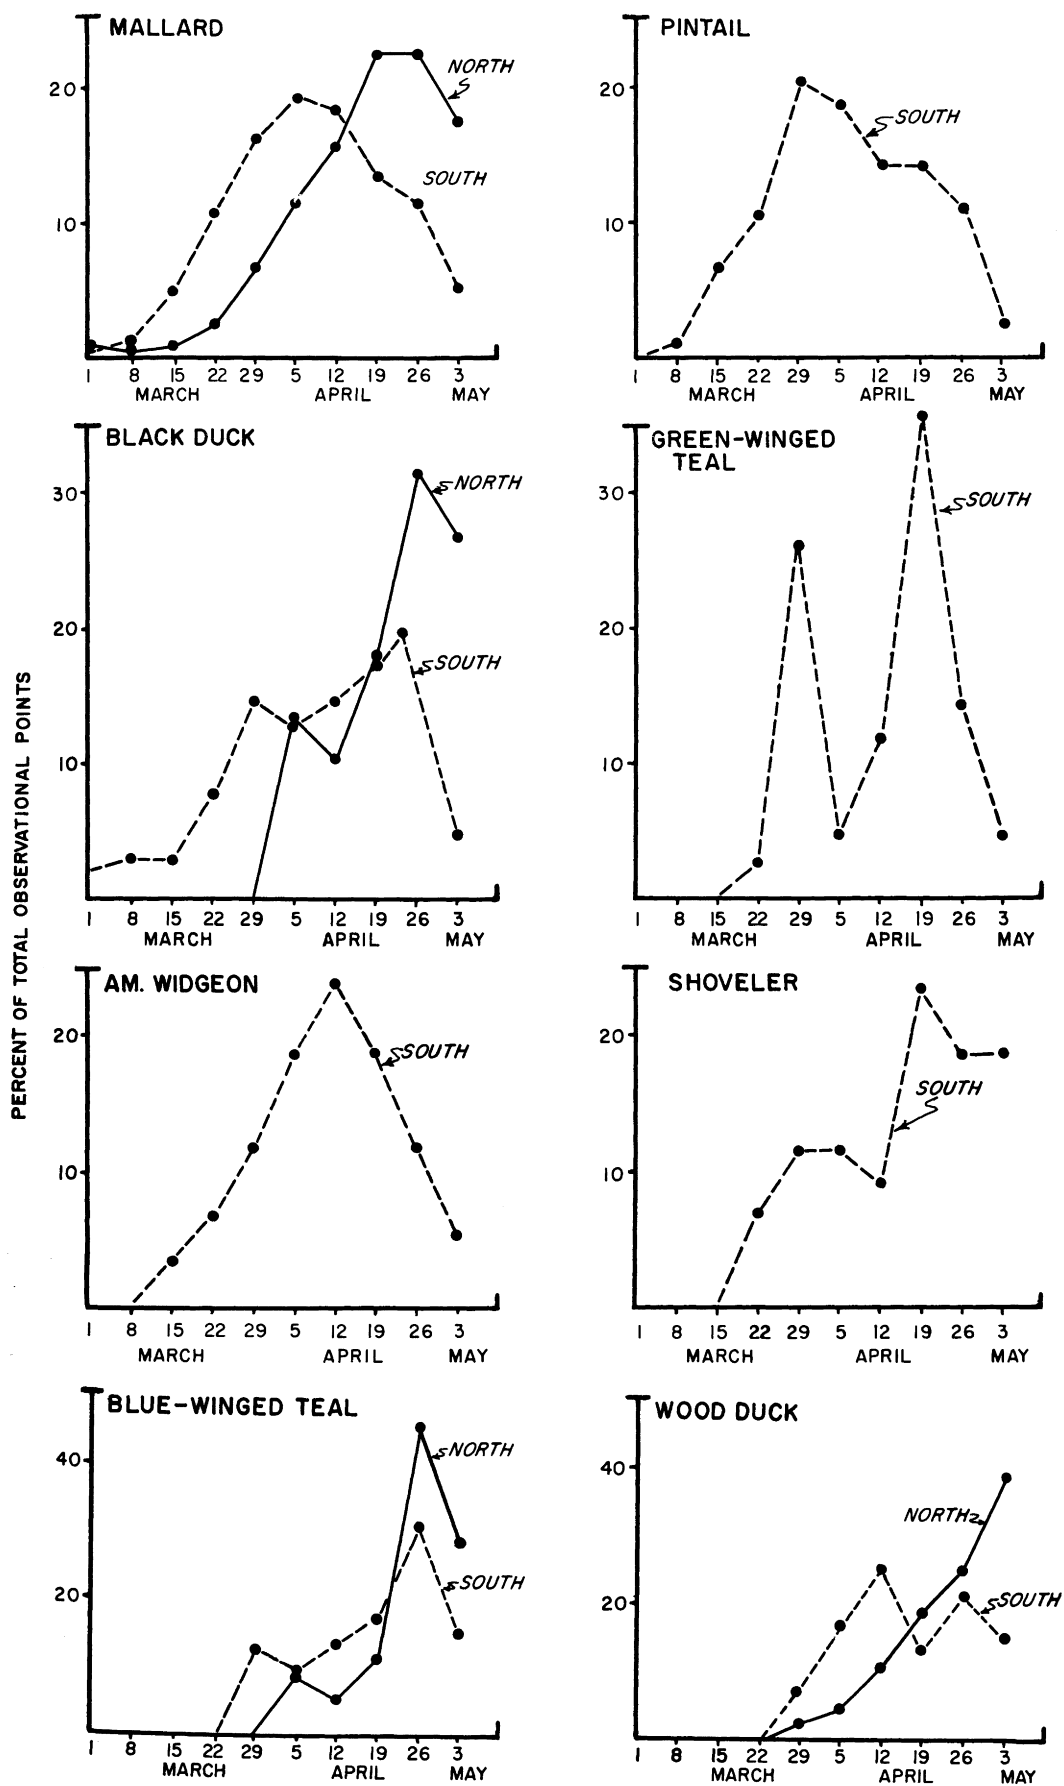 PERCENT OF TOTAL OBSERVATIONAL POINTS
MALLARD
20
10
NORTH
SOUTH
1 8 15 22 29 5 12 19 26 3
MARCH APRIL MAY
PINTAIL
20
10
SOUTH
1 8 15 22 29 5 12 19 26 3
MARCH APRIL MAY
BLACK DUCK
30
20
10
NORTH
SOUTH
1 8 15 22 29 5 12 19 26 3
MARCH APRIL MAY
GREEN-WINGED
TEAL
30
20
10
SOUTH
1 8 15 22 29 5 12 19 26 3
MARCH APRIL MAY
AM. WIDGEON
20
10
SOUTH
1 8 15 22 29 5 12 19 26 3
MARCH APRIL MAY
SHOVELER
20
10
SOUTH
1 8 15 22 29 5 12 19 26 3
MARCH APRIL MAY
BLUE-WINGED TEAL
40
20
NORTH
SOUTH
1 8 15 22 29 5 12 19 26 3
MARCH APRIL MAY
WOOD DUCK
40
20
NORTH
SOUTH
1 8 15 22 29 5 12 19 26 3
MARCH APRIL MAY